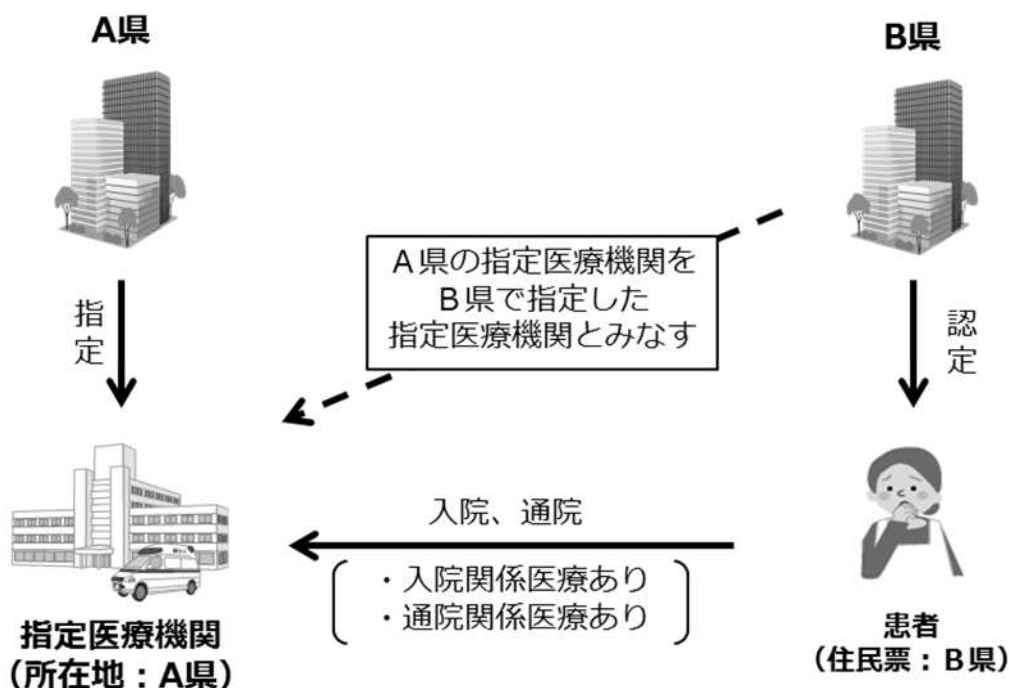 A県
B県
A県の指定医療機関を
B県で指定した
指定医療機関とみなす
指定
認定
入院、通院
・入院関係医療あり
・通院関係医療あり
指定医療機関
(所在地:A県)
患者
(住民票:B県)